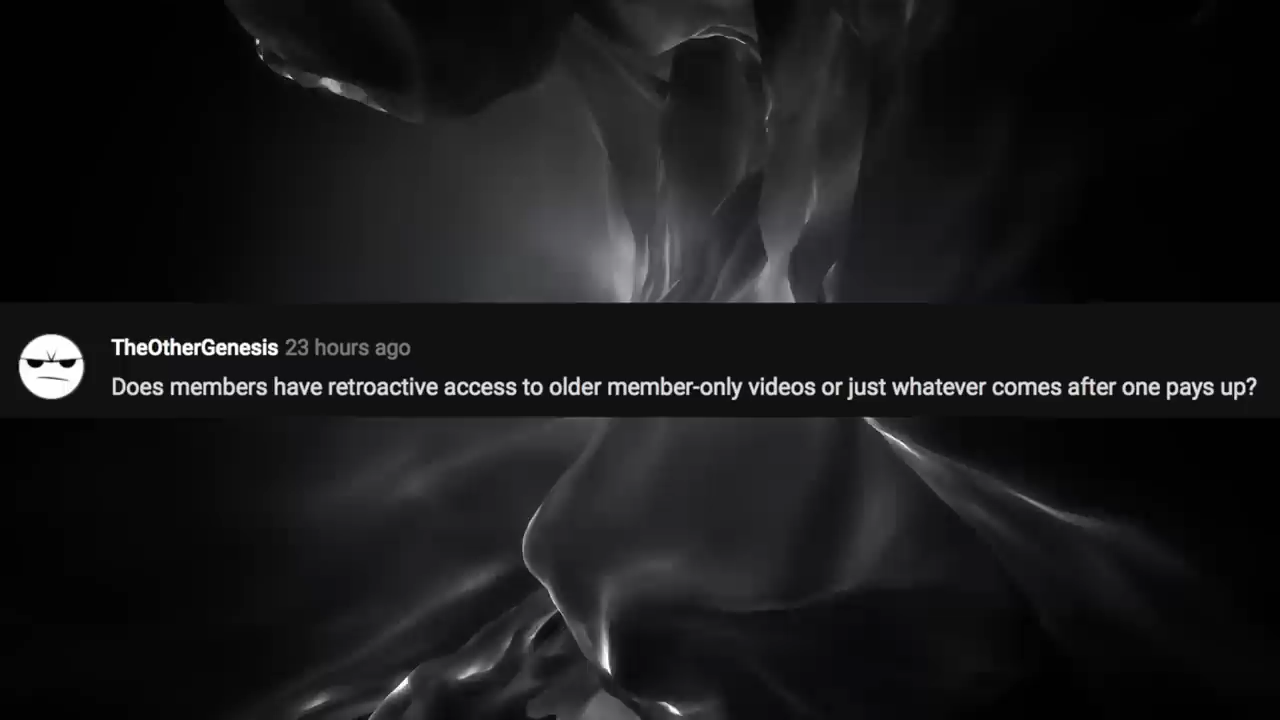 TheOtherGenesis 23 hours ago
Does members have retroactive access to older member-only videos or just whatever comes after one pays up?